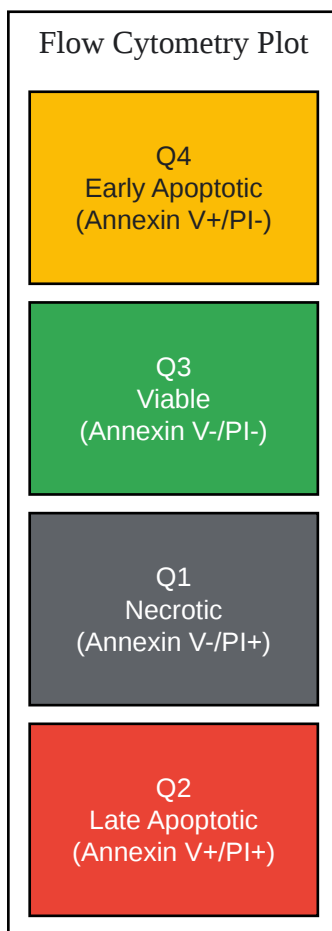 Flow Cytometry Plot
Q4
Early Apoptotic
(Annexin V+/PI-)
Q3
Viable
(Annexin V-/PI-)
Q1
Necrotic
(Annexin V-/PI+)
Q2
Late Apoptotic
(Annexin V+/PI+)